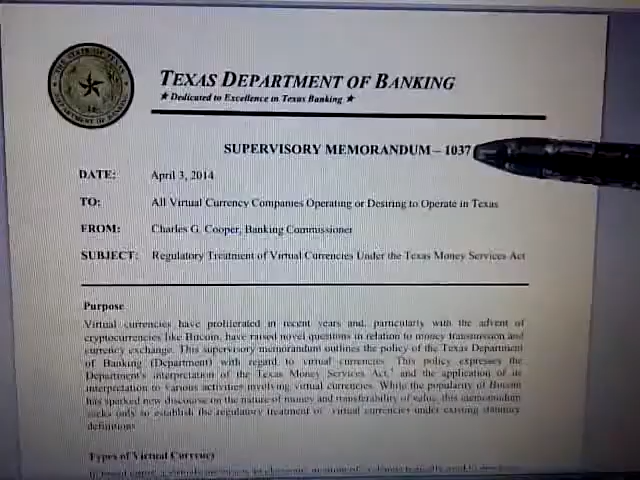 THE STATE OF TEXAS
DEPARTMENT OF BANKING
TEXAS DEPARTMENT OF BANKING
★ Dedicated to Excellence in Texas Banking ★
SUPERVISORY MEMORANDUM – 1037
DATE: April 3, 2014
TO: All Virtual Currency Companies Operating or Desiring to Operate in Texas
FROM: Charles G. Cooper, Banking Commissioner
SUBJECT: Regulatory Treatment of Virtual Currencies Under the Texas Money Services Act
Purpose
Virtual currencies have proliferated in recent years and, particularly with the advent of
cryptocurrencies like Bitcoin, have raised novel questions in relation to money transmission and
currency exchange. This supervisory memorandum outlines the policy of the Texas Department
of Banking (Department) with regard to virtual currencies. This policy expresses the
Department's interpretation of the Texas Money Services Act, and the application of its
interpretation to various activities involving virtual currencies. While the popularity of Bitcoin
has sparked new discourse on the nature of money and transferability of value, this memorandum
seeks only to establish the regulatory treatment of virtual currencies under existing statutory
definitions.
Types of Virtual Currency